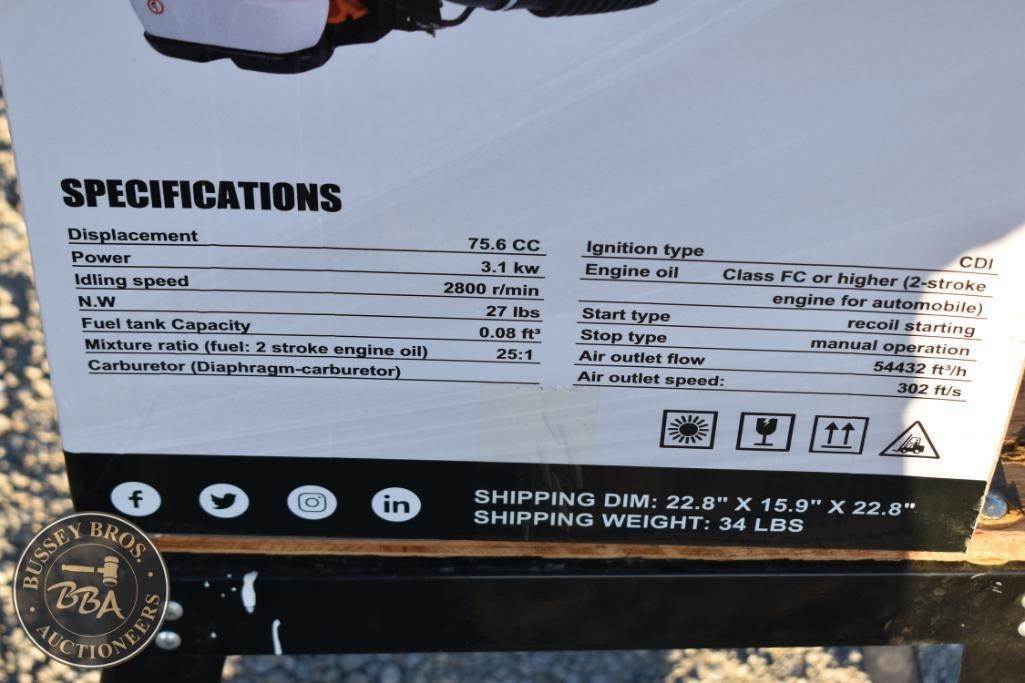 SPECIFICATIONS
Displacement 75.6 CC
Power 3.1 kw
Idling speed 2800 r/min
N.W 27 lbs
Fuel tank Capacity 0.08 ft³
Mixture ratio (fuel: 2 stroke engine oil) 25:1
Carburetor (Diaphragm-carburetor)
Ignition type CDI
Engine oil Class FC or higher (2-stroke
engine for automobile)
Start type recoil starting
Stop type manual operation
Air outlet flow 54432 ft³/h
Air outlet speed: 302 ft/s
f in
SHIPPING DIM: 22.8" X 15.9" X 22.8"
SHIPPING WEIGHT: 34 LBS
BUSSEY BROS.
BBA
AUCTIONEERS